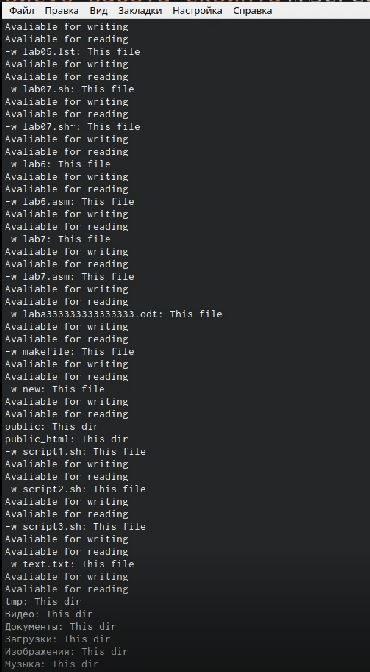 Файл Правка Вид Закладки Настройка Справка
Avaliable for writing
Avaliable for reading
-w lab05.lst: This file
Avaliable for writing
Avaliable for reading
-w lab07.sh: This file
Avaliable for writing
Avaliable for reading
-w lab07.sh~: This file
Avaliable for writing
Avaliable for reading
-w lab6: This file
Avaliable for writing
Avaliable for reading
-w lab6.asm: This file
Avaliable for writing
Avaliable for reading
-w lab7: This file
Avaliable for writing
Avaliable for reading
-w lab7.asm: This file
Avaliable for writing
Avaliable for reading
-w laba333333333333333.odt: This file
Avaliable for writing
Avaliable for reading
-w makefile: This file
Avaliable for writing
Avaliable for reading
-w new: This file
Avaliable for writing
Avaliable for reading
public: This dir
public_html: This dir
-w script1.sh: This file
Avaliable for writing
Avaliable for reading
-w script2.sh: This file
Avaliable for writing
Avaliable for reading
-w script3.sh: This file
Avaliable for writing
Avaliable for reading
-w text.txt: This file
Avaliable for writing
Avaliable for reading
tmp: This dir
Видео: This dir
Документы: This dir
Загрузки: This dir
Изображения: This dir
Музыка: This dir